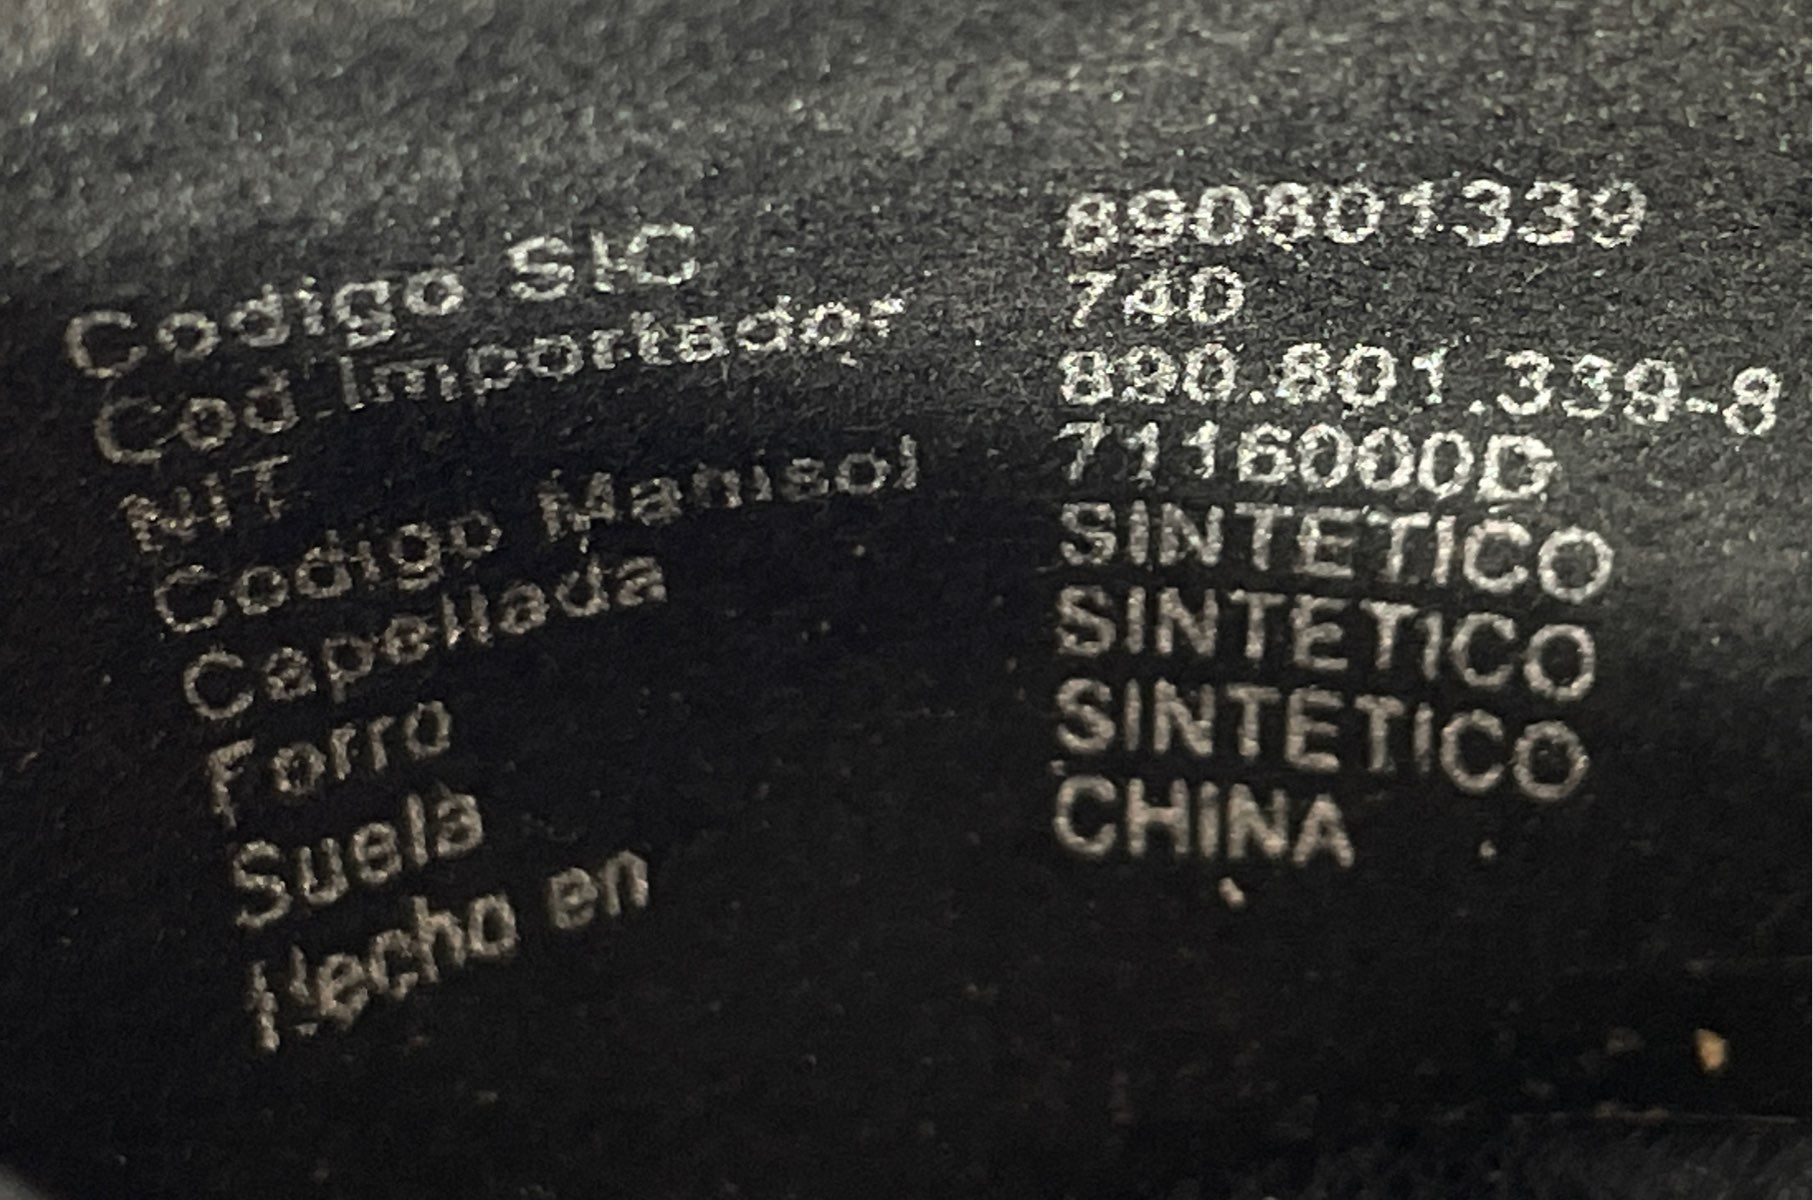 Codigo SIC 890801339
Cod Importador 740
NIT 890.801.339-8
Codigo Manisol 7116000D
Capellada SINTETICO
Forro SINTETICO
Suela SINTETICO
Hecho en CHINA